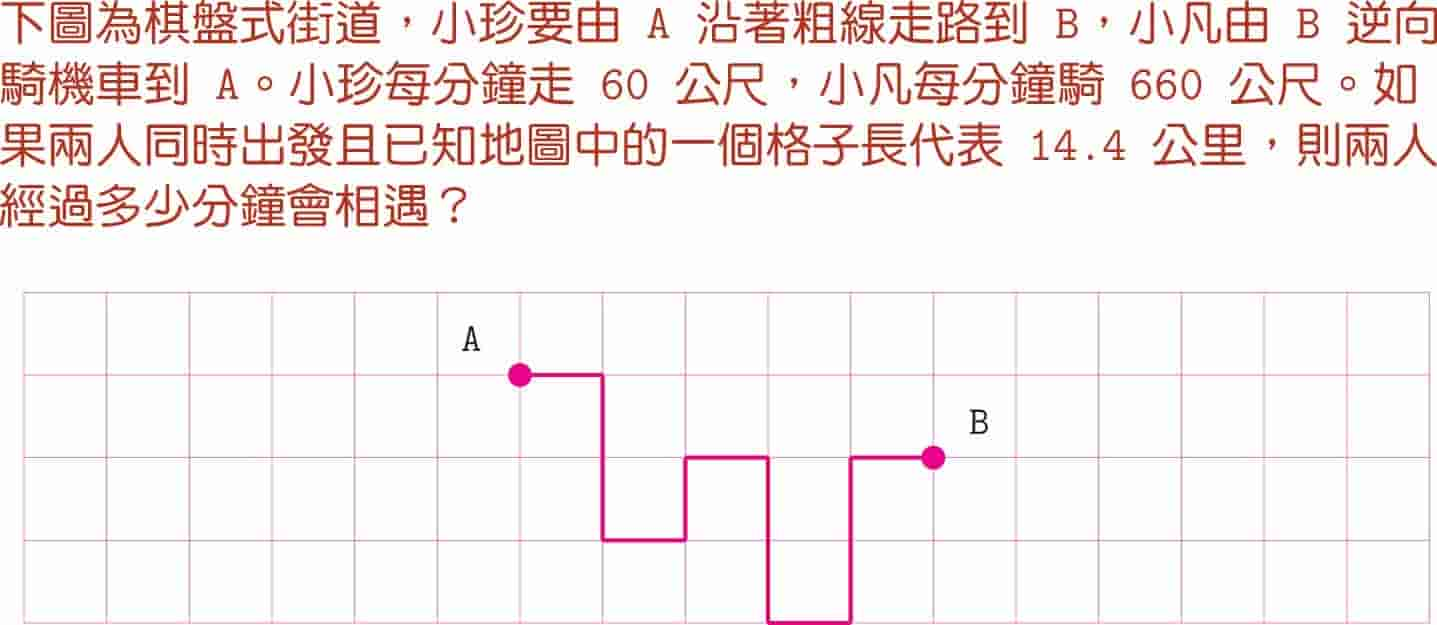 下圖為棋盤式街道，小珍要由 A 沿著粗線走路到 B，小凡由 B 逆向
騎機車到 A。小珍每分鐘走 60 公尺，小凡每分鐘騎 660 公尺。如
果兩人同時出發且已知地圖中的一個格子長代表 14.4 公里，則兩人
經過多少分鐘會相遇？
A
B